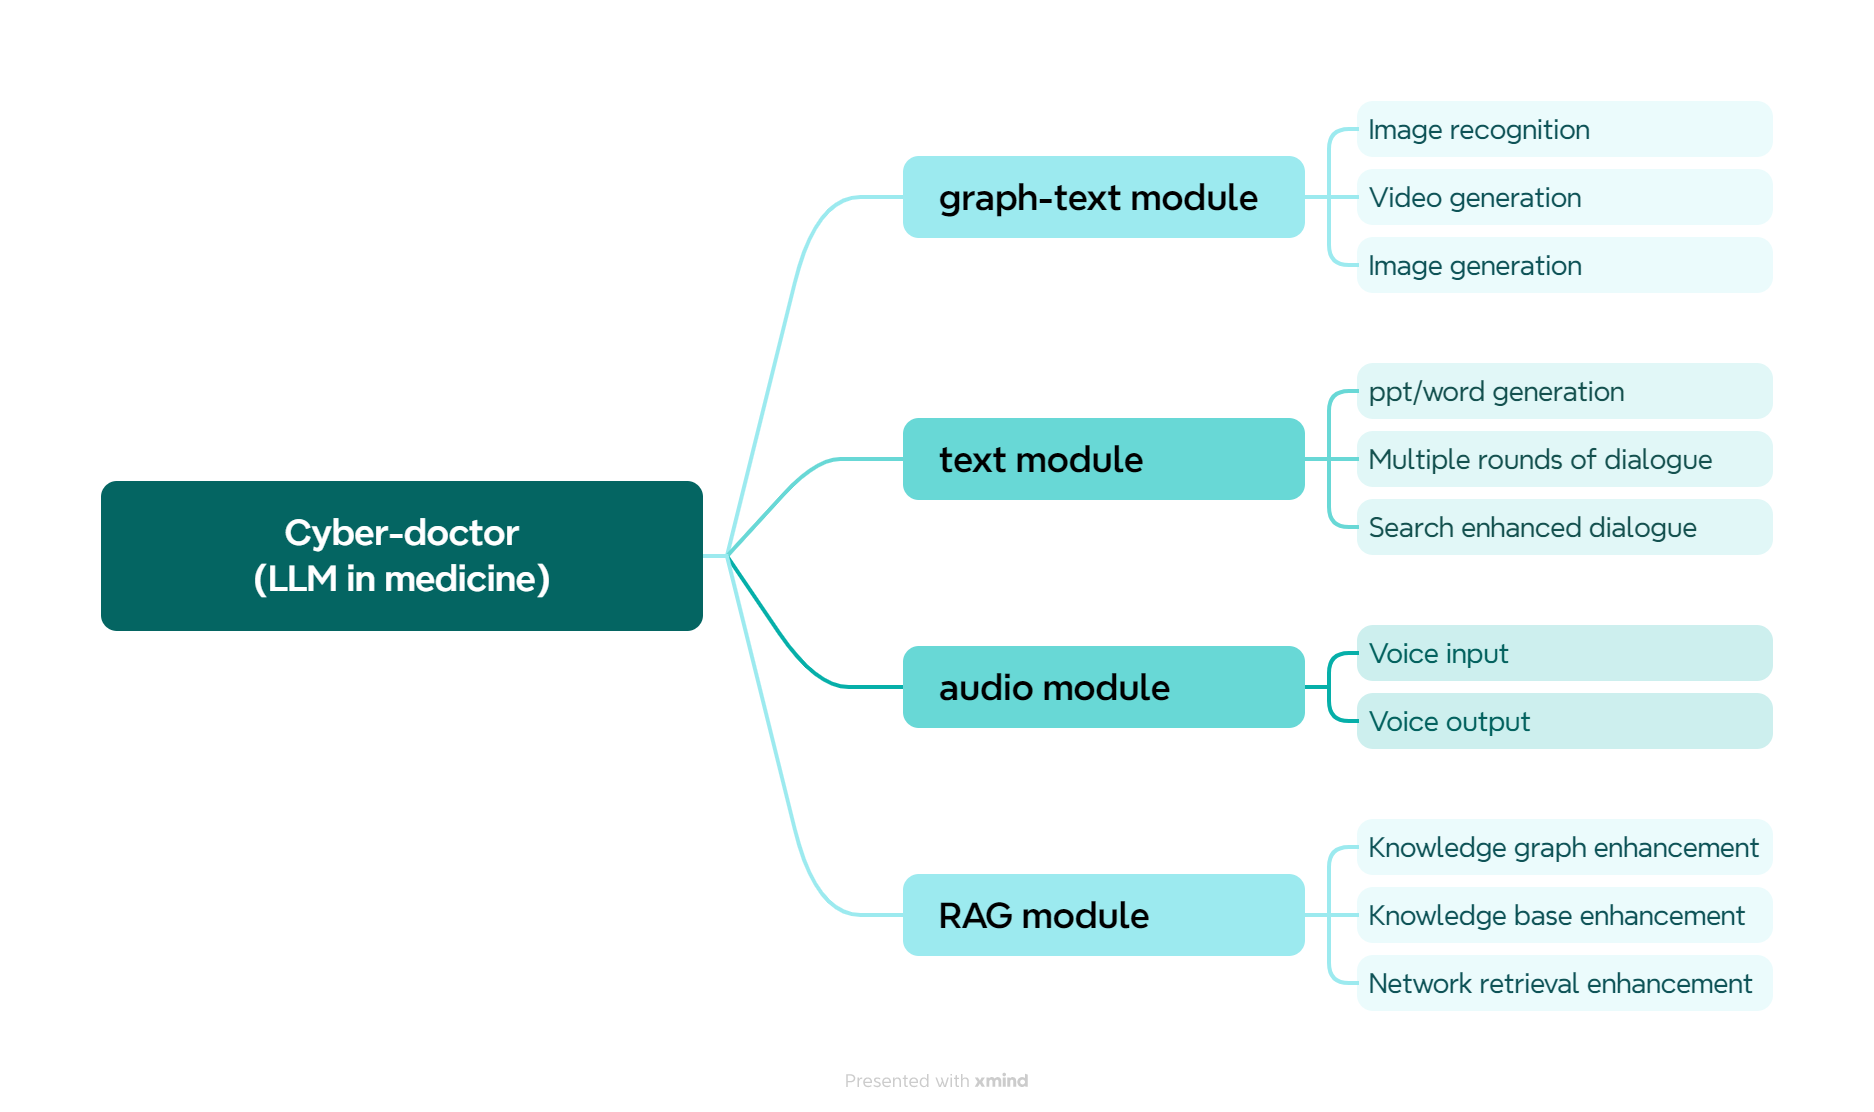 Cyber-doctor
(LLM in medicine)
graph-text module
Image recognition
Video generation
Image generation
text module
ppt/word generation
Multiple rounds of dialogue
Search enhanced dialogue
audio module
Voice input
Voice output
RAG module
Knowledge graph enhancement
Knowledge base enhancement
Network retrieval enhancement
Presented with xmind